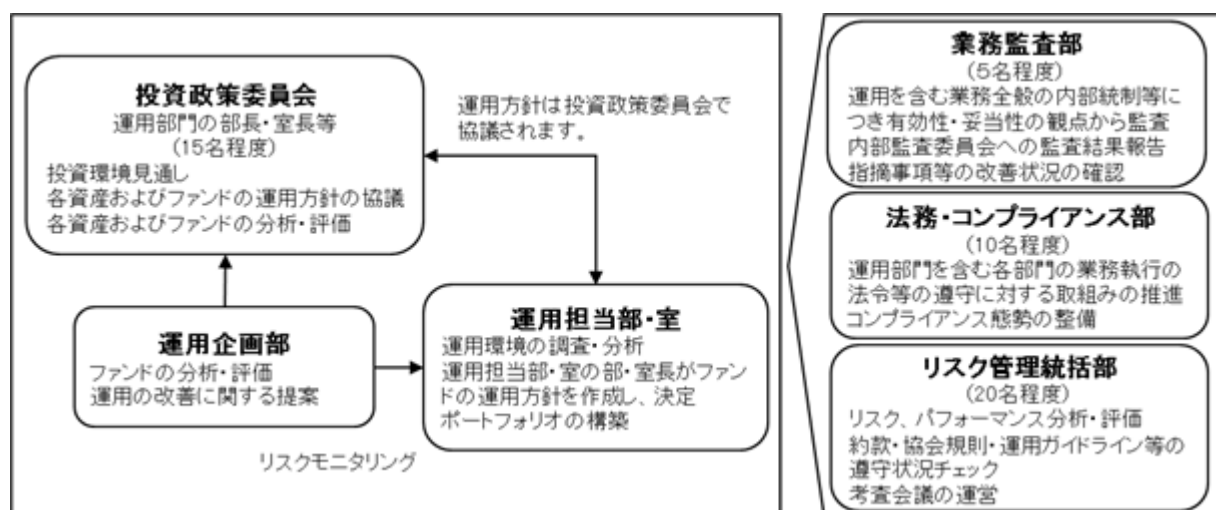 投資政策委員会
運用部門の部長・室長等
(15名程度)
投資環境見通し
各資産およびファンドの運用方針の協議
各資産およびファンドの分析・評価
運用方針は投資政策委員会で
協議されます。
運用企画部
ファンドの分析・評価
運用の改善に関する提案
運用担当部・室
運用環境の調査・分析
運用担当部・室の部・室長がファン
ドの運用方針を作成し、決定
ポートフォリオの構築
リスクモニタリング
業務監査部
(5名程度)
運用を含む業務全般の内部統制等に
つき有効性・妥当性の観点から監査
内部監査委員会への監査結果報告
指摘事項等の改善状況の確認
法務・コンプライアンス部
(10名程度)
運用部門を含む各部門の業務執行の
法令等の遵守に対する取組みの推進
コンプライアンス態勢の整備
リスク管理統括部
(20名程度)
リスク、パフォーマンス分析・評価
約款・協会規則・運用ガイドライン等の
遵守状況チェック
考査会議の運営